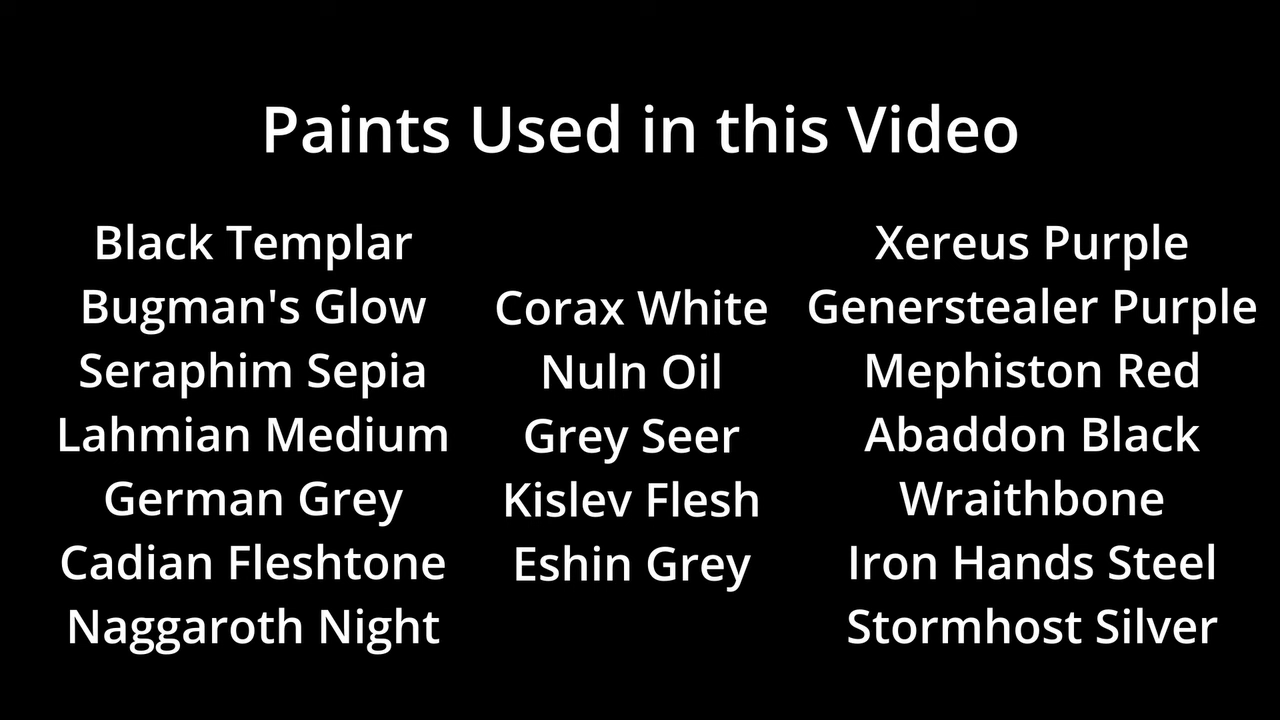 Paints Used in this Video
Black Templar
Bugman's Glow
Seraphim Sepia
Lahmian Medium
German Grey
Cadian Fleshtone
Naggaroth Night
Corax White
Nuln Oil
Grey Seer
Kislev Flesh
Eshin Grey
Xereus Purple
Generstealer Purple
Mephiston Red
Abaddon Black
Wraithbone
Iron Hands Steel
Stormhost Silver